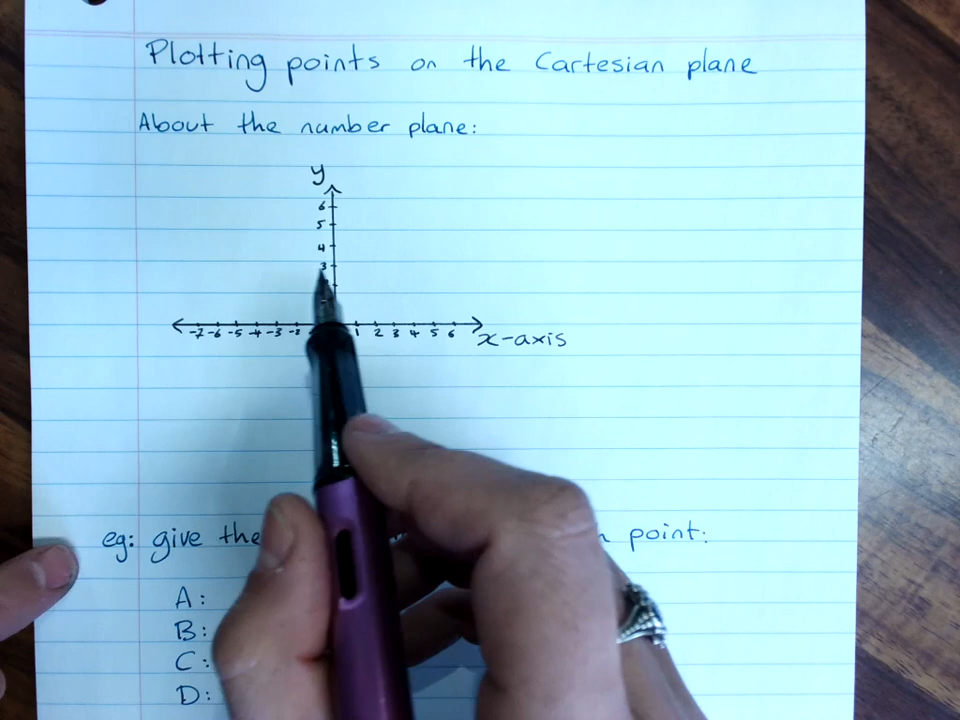 Plotting points on the Cartesian plane
About the number plane:
y
6
5
4
3
-7 -6 -5 -4 -3 -2 1 2 3 4 5 6
x-axis
eg: give the point:
A:
B:
C:
D: